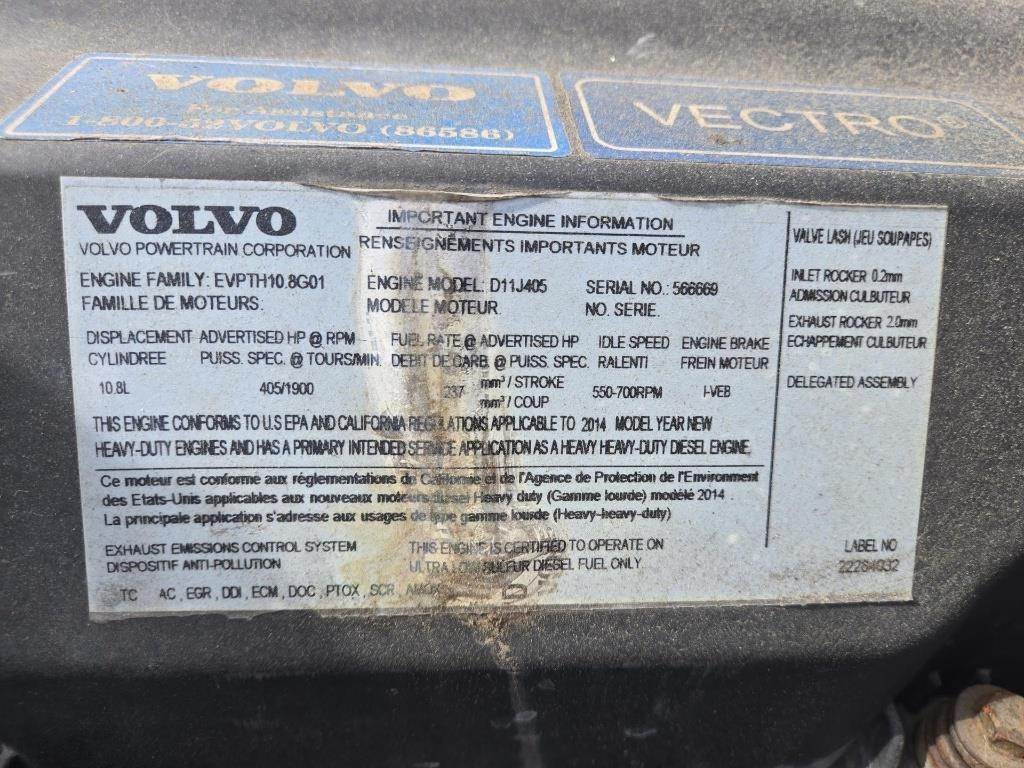 VOLVO
For Assistance
1-800-52VOLVO (86586)
VECTRO®
VOLVO
VOLVO POWERTRAIN CORPORATION
IMPORTANT ENGINE INFORMATION
RENSEIGNÉMENTS IMPORTANTS MOTEUR
ENGINE FAMILY: EVPTH10.8G01
FAMILLE DE MOTEURS:
ENGINE MODEL: D11J405
MODELE MOTEUR
SERIAL NO.: 566669
NO. SERIE.
DISPLACEMENT ADVERTISED HP @ RPM FUEL RATE @ ADVERTISED HP IDLE SPEED ENGINE BRAKE
CYLINDREE PUISS. SPEC. @ TOURS/MIN. DEBIT DE CARB. @ PUISS. SPEC. RALENTI FREIN MOTEUR
10.8L 405/1900 237 mm³ / STROKE 550-700RPM I-VEB
mm³ / COUP
THIS ENGINE CONFORMS TO U.S EPA AND CALIFORNIA REGULATIONS APPLICABLE TO 2014 MODEL YEAR NEW
HEAVY-DUTY ENGINES AND HAS A PRIMARY INTENDED SERVICE APPLICATION AS A HEAVY HEAVY-DUTY DIESEL ENGINE.
Ce moteur est conforme aux réglementations de Californie et de l'Agence de Protection de l'Environment
des Etats-Unis applicables aux nouveaux moteurs diesel Heavy duty (Gamme lourde) modélé 2014 .
La principale application s'adresse aux usages de type gamme lourde (Heavy-heavy-duty)
EXHAUST EMISSIONS CONTROL SYSTEM
DISPOSITIF ANTI-POLLUTION
THIS ENGINE IS CERTIFIED TO OPERATE ON
ULTRA LOW SULFUR DIESEL FUEL ONLY.
TC AC , EGR , DDI , ECM , DOC , PTOX , SCR , AMOX
VALVE LASH (JEU SOUPAPES)
INLET ROCKER 0.2mm
ADMISSION CULBUTEUR
EXHAUST ROCKER 2.0mm
ECHAPPEMENT CULBUTEUR
DELEGATED ASSEMBLY
LABEL NO